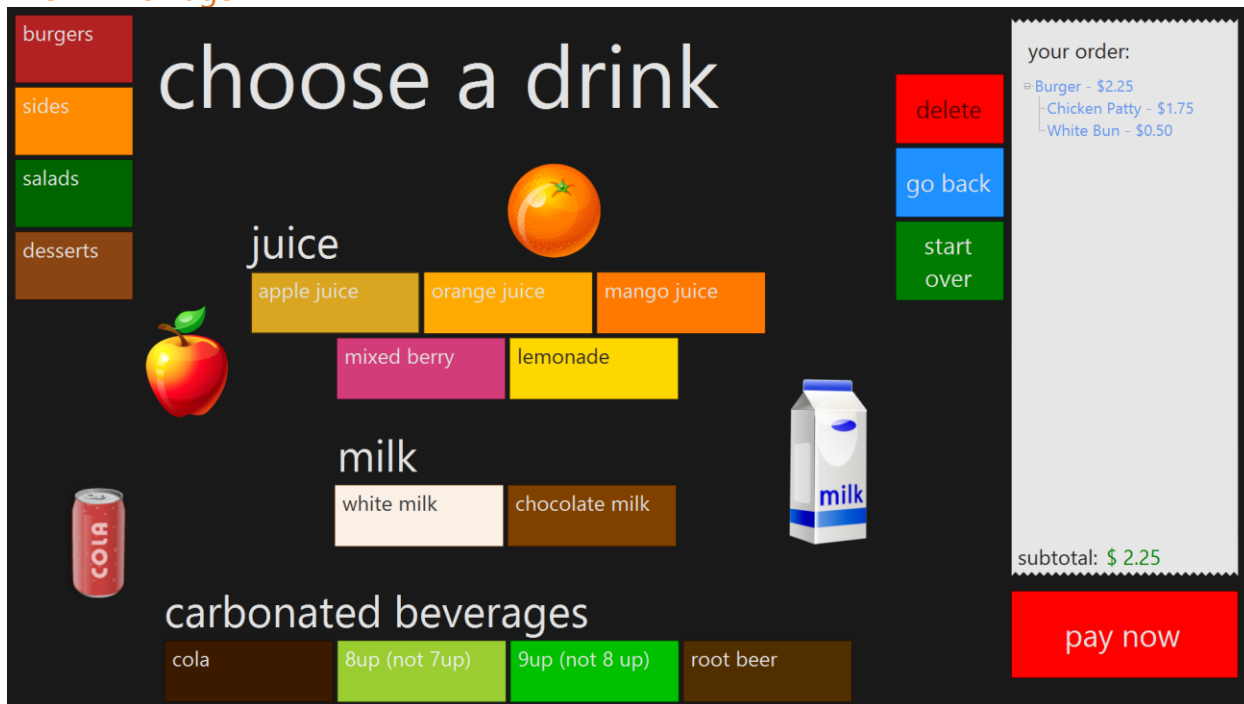 burgers
sides
salads
desserts
choose a drink
juice
apple juice
orange juice
mango juice
mixed berry
lemonade
milk
white milk
chocolate milk
milk
COLA
carbonated beverages
cola
8up (not 7up)
9up (not 8 up)
root beer
delete
go back
start
over
your order:
Burger - $2.25
Chicken Patty - $1.75
White Bun - $0.50
subtotal: $ 2.25
pay now